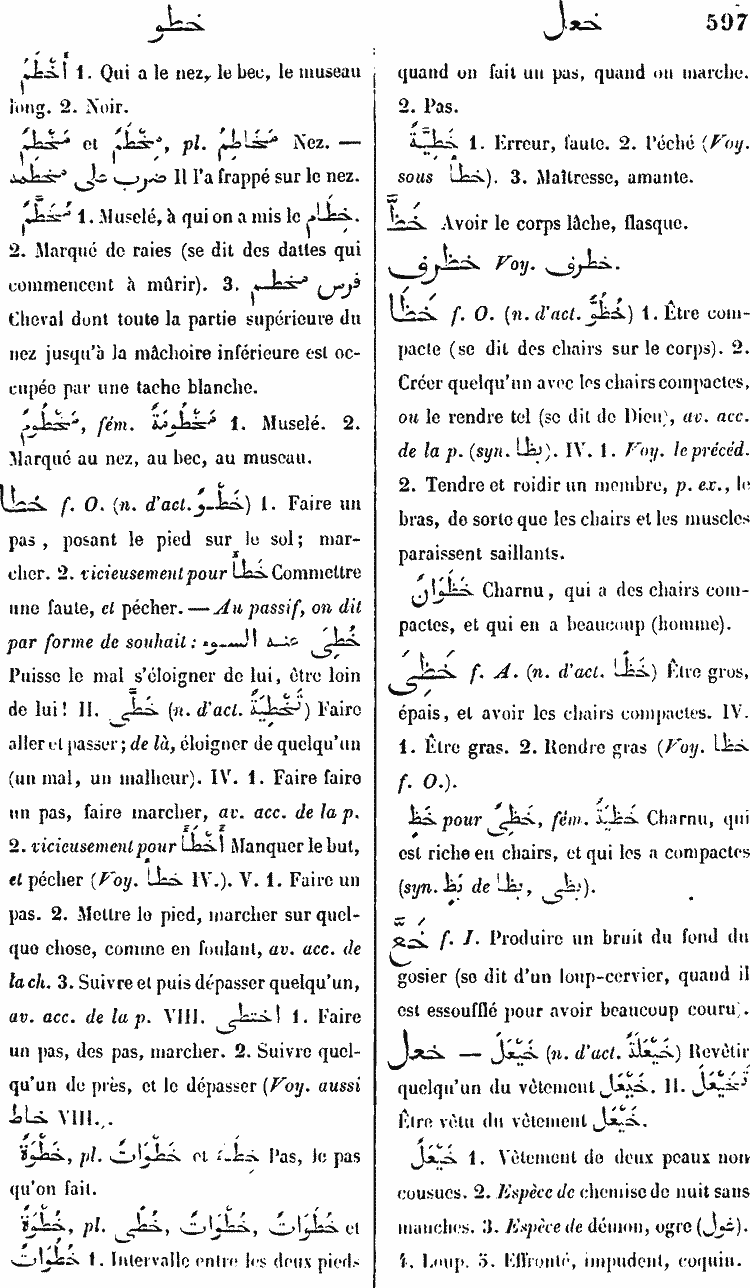 خطو
خعل
597
أَخْطَمُ 1. Qui a le nez, le bec, le museau
long. 2. Noir.
مَخْطِمٌ et مِخْطَمٌ, pl. مَخَاطِمُ Nez. —
ضرب على مخطمه Il l'a frappé sur le nez.
مُخَطَّمٌ 1. Muselé, à qui on a mis le خِطَام.
2. Marqué de raies (se dit des dattes qui
commencent à mûrir). 3. فرس مخطم
Cheval dont toute la partie supérieure du
nez jusqu'à la mâchoire inférieure est oc-
cupée par une tache blanche.
مَخْطُومٌ, fém. مَخْطُومَةٌ 1. Muselé. 2.
Marqué au nez, au bec, au museau.
خطا f. O. (n. d'act. خَطْوٌ) 1. Faire un
pas, posant le pied sur le sol; mar-
cher. 2. vicieusement pour خَطَأَ Commettre
une faute, et pécher. — Au passif, on dit
par forme de souhait: خُطِىَ عنه السوء
Puisse le mal s'éloigner de lui, être loin
de lui! II. خَطَّى (n. d'act. تَخْطِيَةٌ) Faire
aller et passer; de là, éloigner de quelqu'un
(un mal, un malheur). IV. 1. Faire faire
un pas, faire marcher, av. acc. de la p.
2. vicieusement pour أَخْطَأَ Manquer le but,
et pécher (Voy. خطأ IV.). V. 1. Faire un
pas. 2. Mettre le pied, marcher sur quel-
que chose, comme en foulant, av. acc. de
la ch. 3. Suivre et puis dépasser quelqu'un,
av. acc. de la p. VIII. اختطى 1. Faire
un pas, des pas, marcher. 2. Suivre quel-
qu'un de près, et le dépasser (Voy. aussi
خاط VIII.).
خَطْوَةٌ, pl. خَطْوَاتٌ et خِطَاء Pas, le pas
qu'on fait.
خُطْوَةٌ, pl. خُطًى, خُطْوَاتٌ, خُطُوَاتٌ et
خُطَوَاتٌ 1. Intervalle entre les deux pieds
quand on fait un pas, quand on marche.
2. Pas.
خَطِيَّةٌ 1. Erreur, faute. 2. Péché (Voy.
sous خطأ). 3. Maîtresse, amante.
خَظَّ Avoir le corps lâche, flasque.
خظرف Voy. خطرف.
خَظَا f. O. (n. d'act. خُظُوٌّ) 1. Être com-
pacte (se dit des chairs sur le corps). 2.
Créer quelqu'un avec les chairs compactes,
ou le rendre tel (se dit de Dieu), av. acc.
de la p. (syn. بظا). IV. 1. Voy. le précéd.
2. Tendre et roidir un membre, p. ex., le
bras, de sorte que les chairs et les muscles
paraissent saillants.
خَظَوَانٌ Charnu, qui a des chairs com-
pactes, et qui en a beaucoup (homme).
خَظِىَ f. A. (n. d'act. خَظًا) Être gros,
épais, et avoir les chairs compactes. IV.
1. Être gras. 2. Rendre gras (Voy. خظا
f. O.).
خَظٍ pour خَظِىٌ, fém. خَظِيَةٌ Charnu, qui
est riche en chairs, et qui les a compactes
(syn. بَظٍ de بظا, بظى).
خَعَّ f. I. Produire un bruit du fond du
gosier (se dit d'un loup-cervier, quand il
est essoufflé pour avoir beaucoup couru).
خعل — خَيْعَلَ (n. d'act. خَيْعَلَةٌ) Revêtir
quelqu'un du vêtement خَيْعَل. II. تَخَيْعَلَ
Être vêtu du vêtement خَيْعَل.
خَيْعَلٌ 1. Vêtement de deux peaux non
cousues. 2. Espèce de chemise de nuit sans
manches. 3. Espèce de démon, ogre (غول).
4. Loup. 5. Effronté, impudent, coquin.